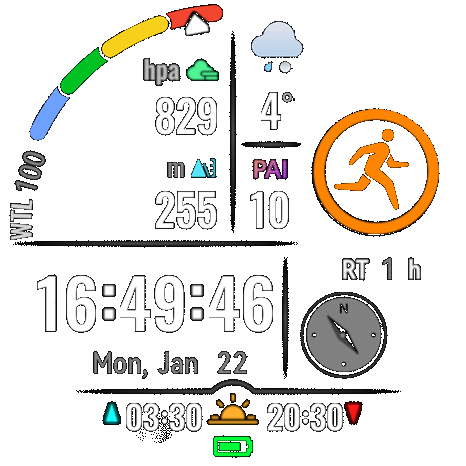 hpa
829
4°
WTL 100
m
255
PAI
10
16:49:46
RT 1 h
N
Mon, Jan 22
03:30
20:30